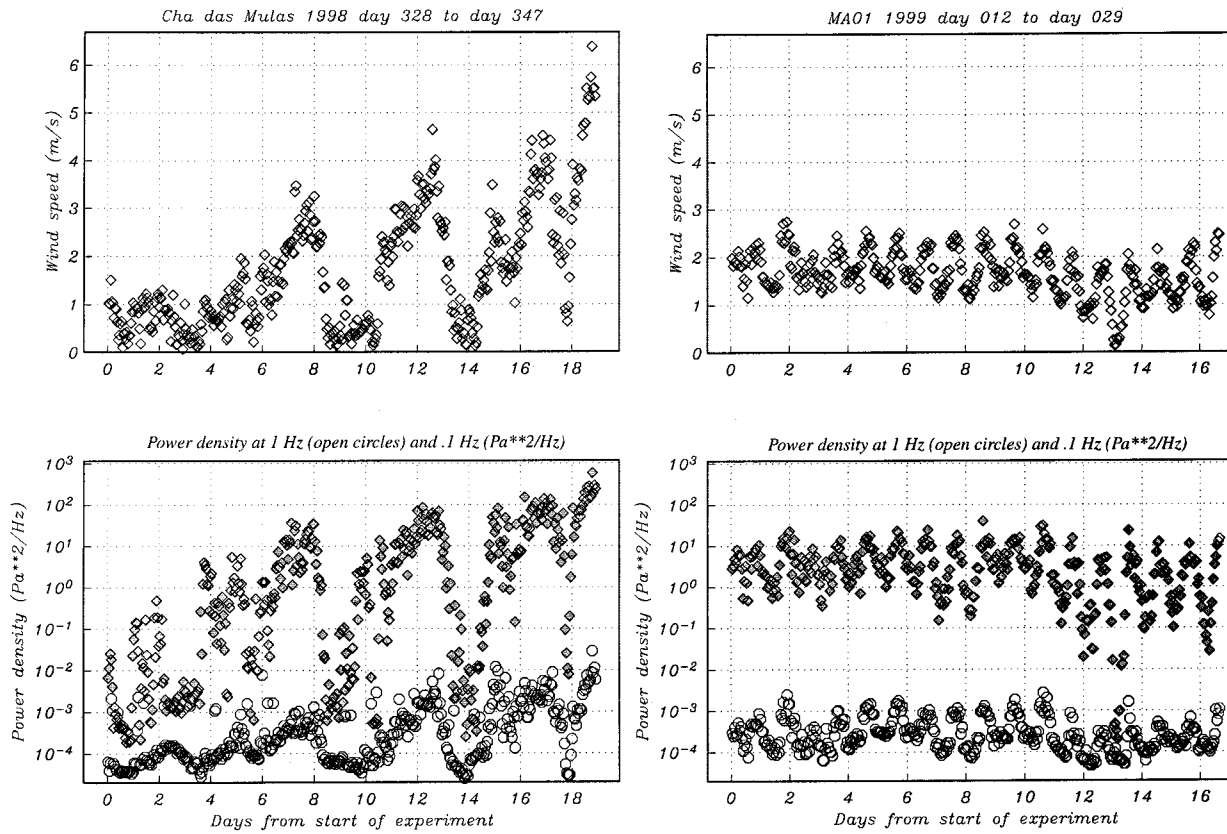 Cha das Mulas 1998 day 328 to day 347
Wind speed (m/s)
6
5
4
3
2
1
0
0 2 4 6 8 10 12 14 16 18
MA01 1999 day 012 to day 029
Wind speed (m/s)
6
5
4
3
2
1
0
0 2 4 6 8 10 12 14 16
Power density at 1 Hz (open circles) and .1 Hz (Pa**2/Hz)
Power density (Pa**2/Hz)
10³
10²
10¹
10⁰
10⁻¹
10⁻²
10⁻³
10⁻⁴
0 2 4 6 8 10 12 14 16 18
Days from start of experiment
Power density at 1 Hz (open circles) and .1 Hz (Pa**2/Hz)
Power density (Pa**2/Hz)
10³
10²
10¹
10⁰
10⁻¹
10⁻²
10⁻³
10⁻⁴
0 2 4 6 8 10 12 14 16
Days from start of experiment